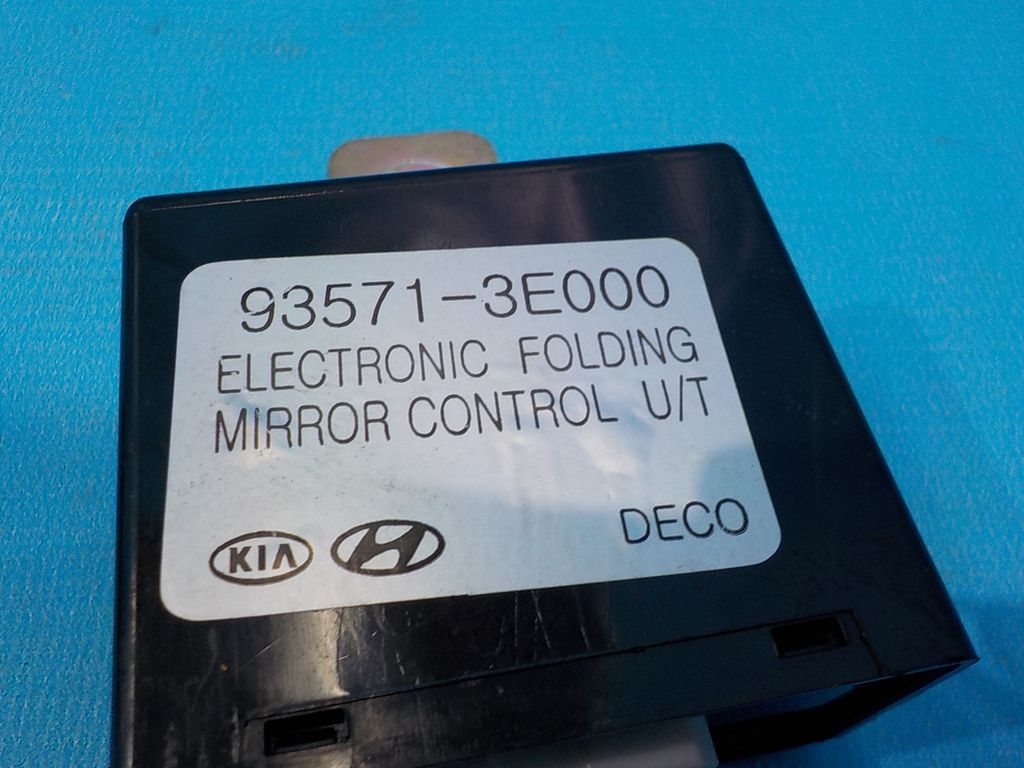 93571-3E000
ELECTRONIC FOLDING
MIRROR CONTROL U/T
DECO
KIA